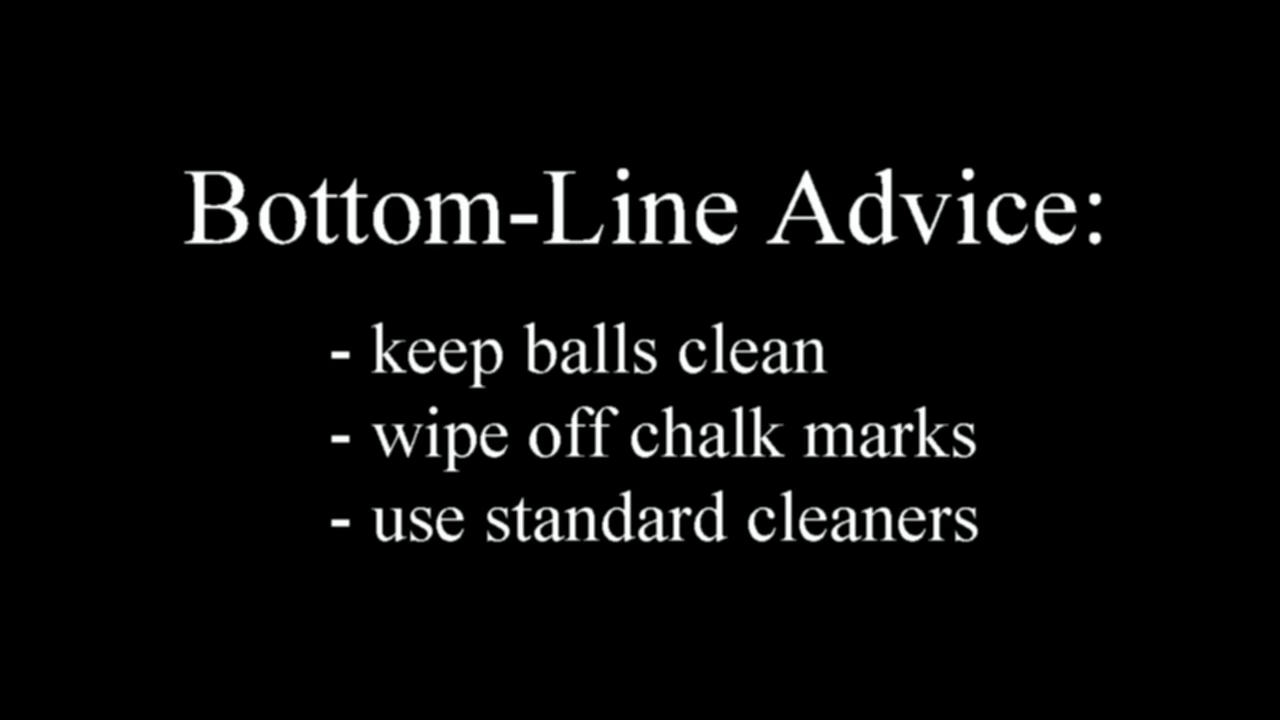 Bottom-Line Advice:
- keep balls clean
- wipe off chalk marks
- use standard cleaners